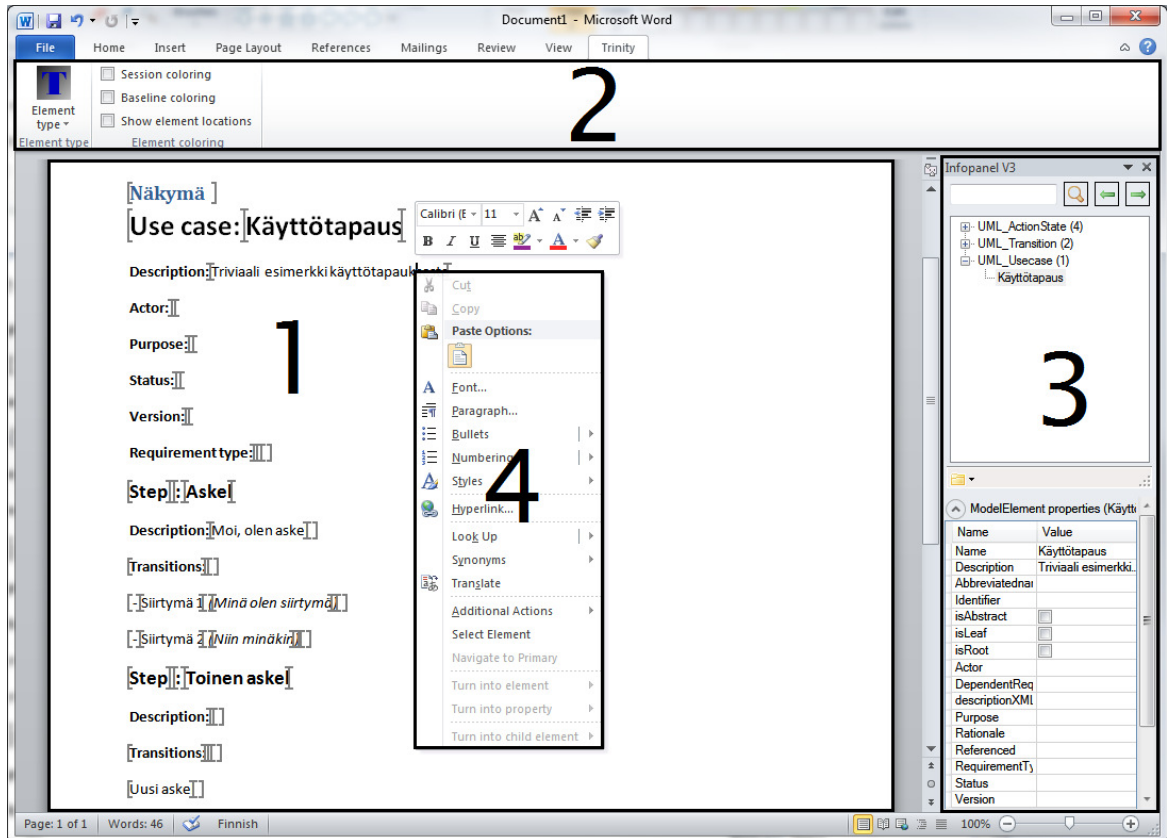 Document1 - Microsoft Word
File Home Insert Page Layout References Mailings Review View Trinity
Element type
Session coloring
Baseline coloring
Show element locations
Element type
Element coloring
2
[Näkymä ]
[Use case:[Käyttötapaus]
Description:[Triviaali esimerkki
Actor:[]
Purpose:[]
Status:[]
Version:[]
Requirement type:[][]
[Step][:[Askel]
Description:[Moi, olen aske[]]
[Transitions:[][]
[-[Siirtymä 1 (Minä olen siirtymä)[]]
[-[Siirtymä 2 (Niin minäkin)[]]
[Step][:[Toinen askel]
Description:[][]
[Transitions:[][]
[Uusi aske[]]
1
Calibri (E 11
B I U
Cut
Copy
Paste Options:
Font...
Paragraph...
Bullets
Numbering
Styles
Hyperlink...
Look Up
Synonyms
Translate
Additional Actions
Select Element
Navigate to Primary
Turn into element
Turn into property
Turn into child element
4
Infopanel V3
UML_ActionState (4)
UML_Transition (2)
UML_Usecase (1)
Käyttötapaus
3
ModelElement properties (Käytt
Name Value
Name Käyttötapaus
Description Triviaali esimerkki...
Abbreviatednai
Identifier
isAbstract
isLeaf
isRoot
Actor
DependentReq
descriptionXML
Purpose
Rationale
Referenced
RequirementTy
Status
Version
Page: 1 of 1 Words: 46 Finnish
100%